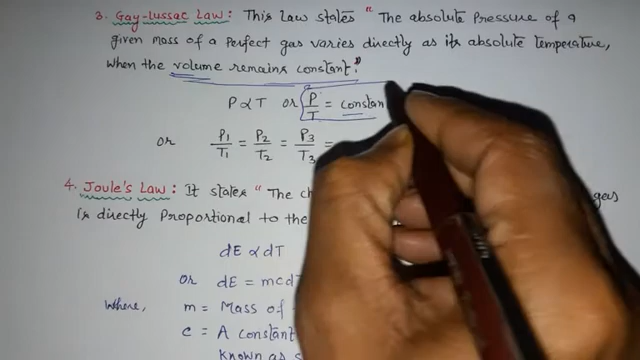 3. Gay-Lussac Law: This law states " The absolute Pressure of a
given mass of a perfect gas varies directly as its absolute temperature,
when the volume remains constant."
P ∝ T or P/T = constan
or P1/T1 = P2/T2 = P3/T3 =
4. Joule's Law: It states " The ch gas
is directly Proportional to the
dE ∝ dT
or dE = mcd
Where, m = Mass of
c = A constant
Known as